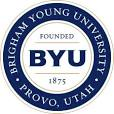 BRIGHAM YOUNG UNIVERSITY
FOUNDED
BYU
1875
PROVO, UTAH